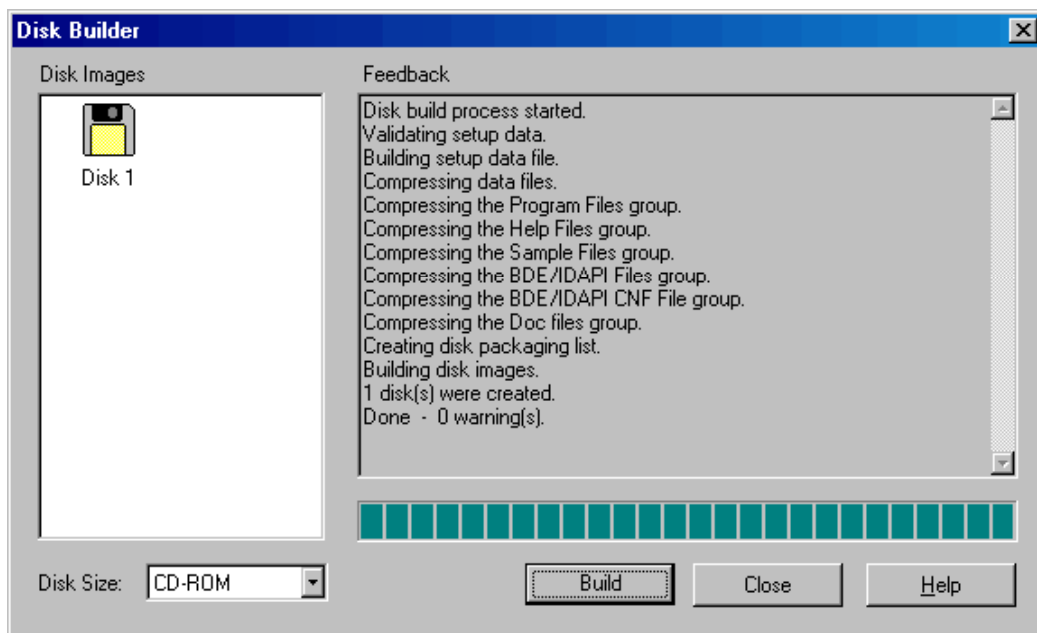 Disk Builder
Disk Images
Disk 1
Feedback
Disk build process started.
Validating setup data.
Building setup data file.
Compressing data files.
Compressing the Program Files group.
Compressing the Help Files group.
Compressing the Sample Files group.
Compressing the BDE/IDAPI Files group.
Compressing the BDE/IDAPI CNF File group.
Compressing the Doc files group.
Creating disk packaging list.
Building disk images.
1 disk(s) were created.
Done  -  0 warning(s).
Disk Size: CD-ROM
Build Close Help